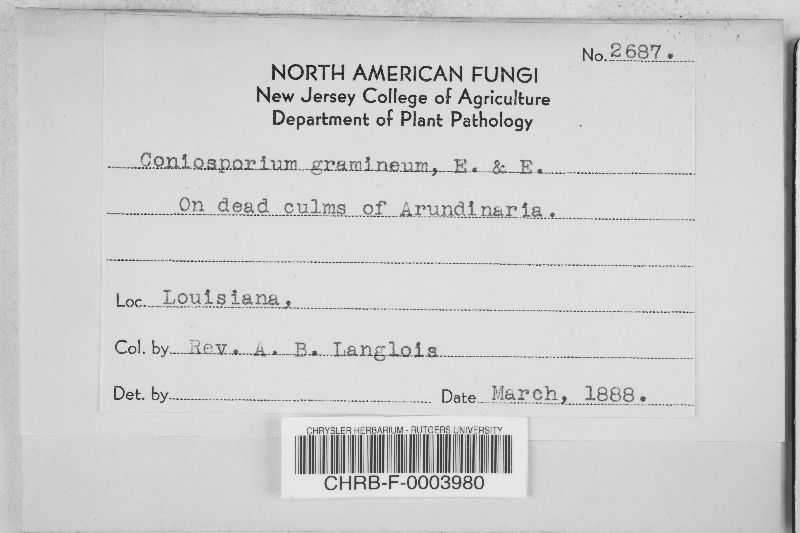 No. 2687.
NORTH AMERICAN FUNGI
New Jersey College of Agriculture
Department of Plant Pathology
Coniosporium gramineum, E. & E.
On dead culms of Arundinaria.
Loc. Louisiana.
Col. by Rev. A. B. Langlois
Det. by Date March, 1888.
CHRYSLER HERBARIUM - RUTGERS UNIVERSITY
CHRB-F-0003980